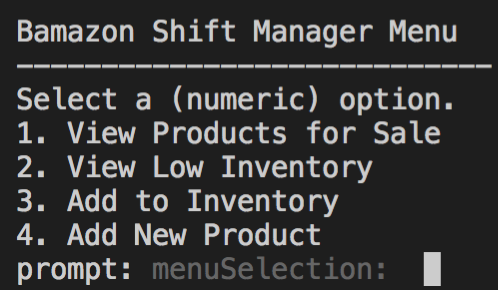 Bamazon Shift Manager Menu
----------------------------
Select a (numeric) option.
1. View Products for Sale
2. View Low Inventory
3. Add to Inventory
4. Add New Product
prompt: menuSelection: